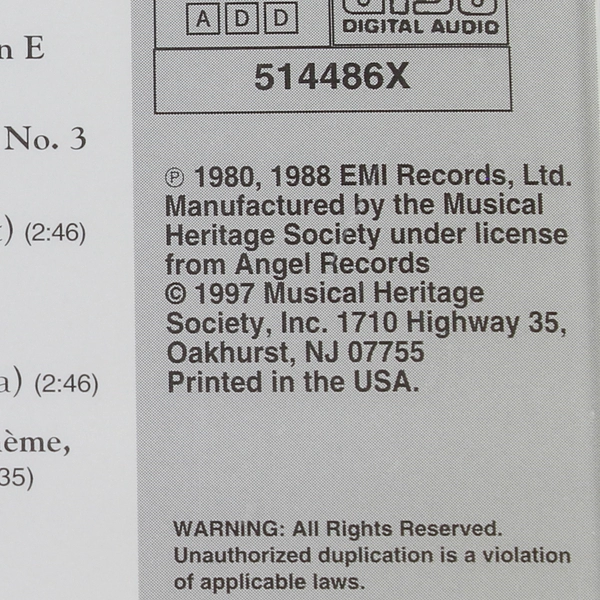 n E
No. 3
(2:46)
a) (2:46)
ème,
35)
A D D
DIGITAL AUDIO
514486X
℗ 1980, 1988 EMI Records, Ltd.
Manufactured by the Musical
Heritage Society under license
from Angel Records
© 1997 Musical Heritage
Society, Inc. 1710 Highway 35,
Oakhurst, NJ 07755
Printed in the USA.
WARNING: All Rights Reserved.
Unauthorized duplication is a violation
of applicable laws.